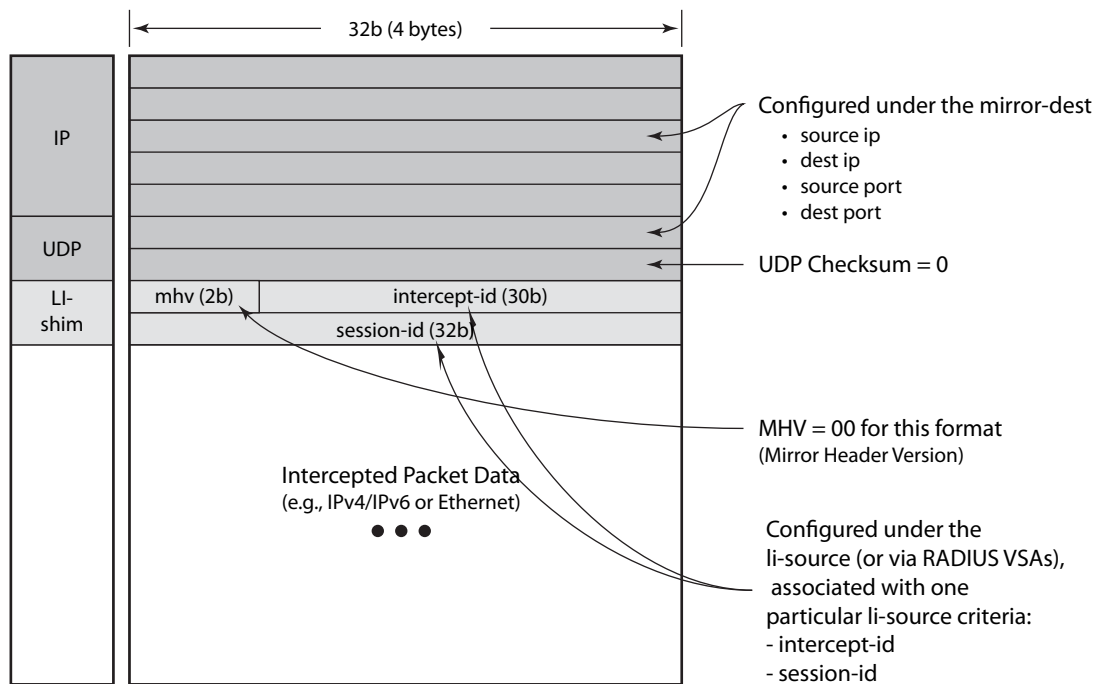 32b (4 bytes)
IP
Configured under the mirror-dest
• source ip
• dest ip
• source port
• dest port
UDP
UDP Checksum = 0
LI-
shim
mhv (2b)
intercept-id (30b)
session-id (32b)
MHV = 00 for this format
(Mirror Header Version)
Intercepted Packet Data
(e.g., IPv4/IPv6 or Ethernet)
Configured under the
li-source (or via RADIUS VSAs),
associated with one
particular li-source criteria:
- intercept-id
- session-id